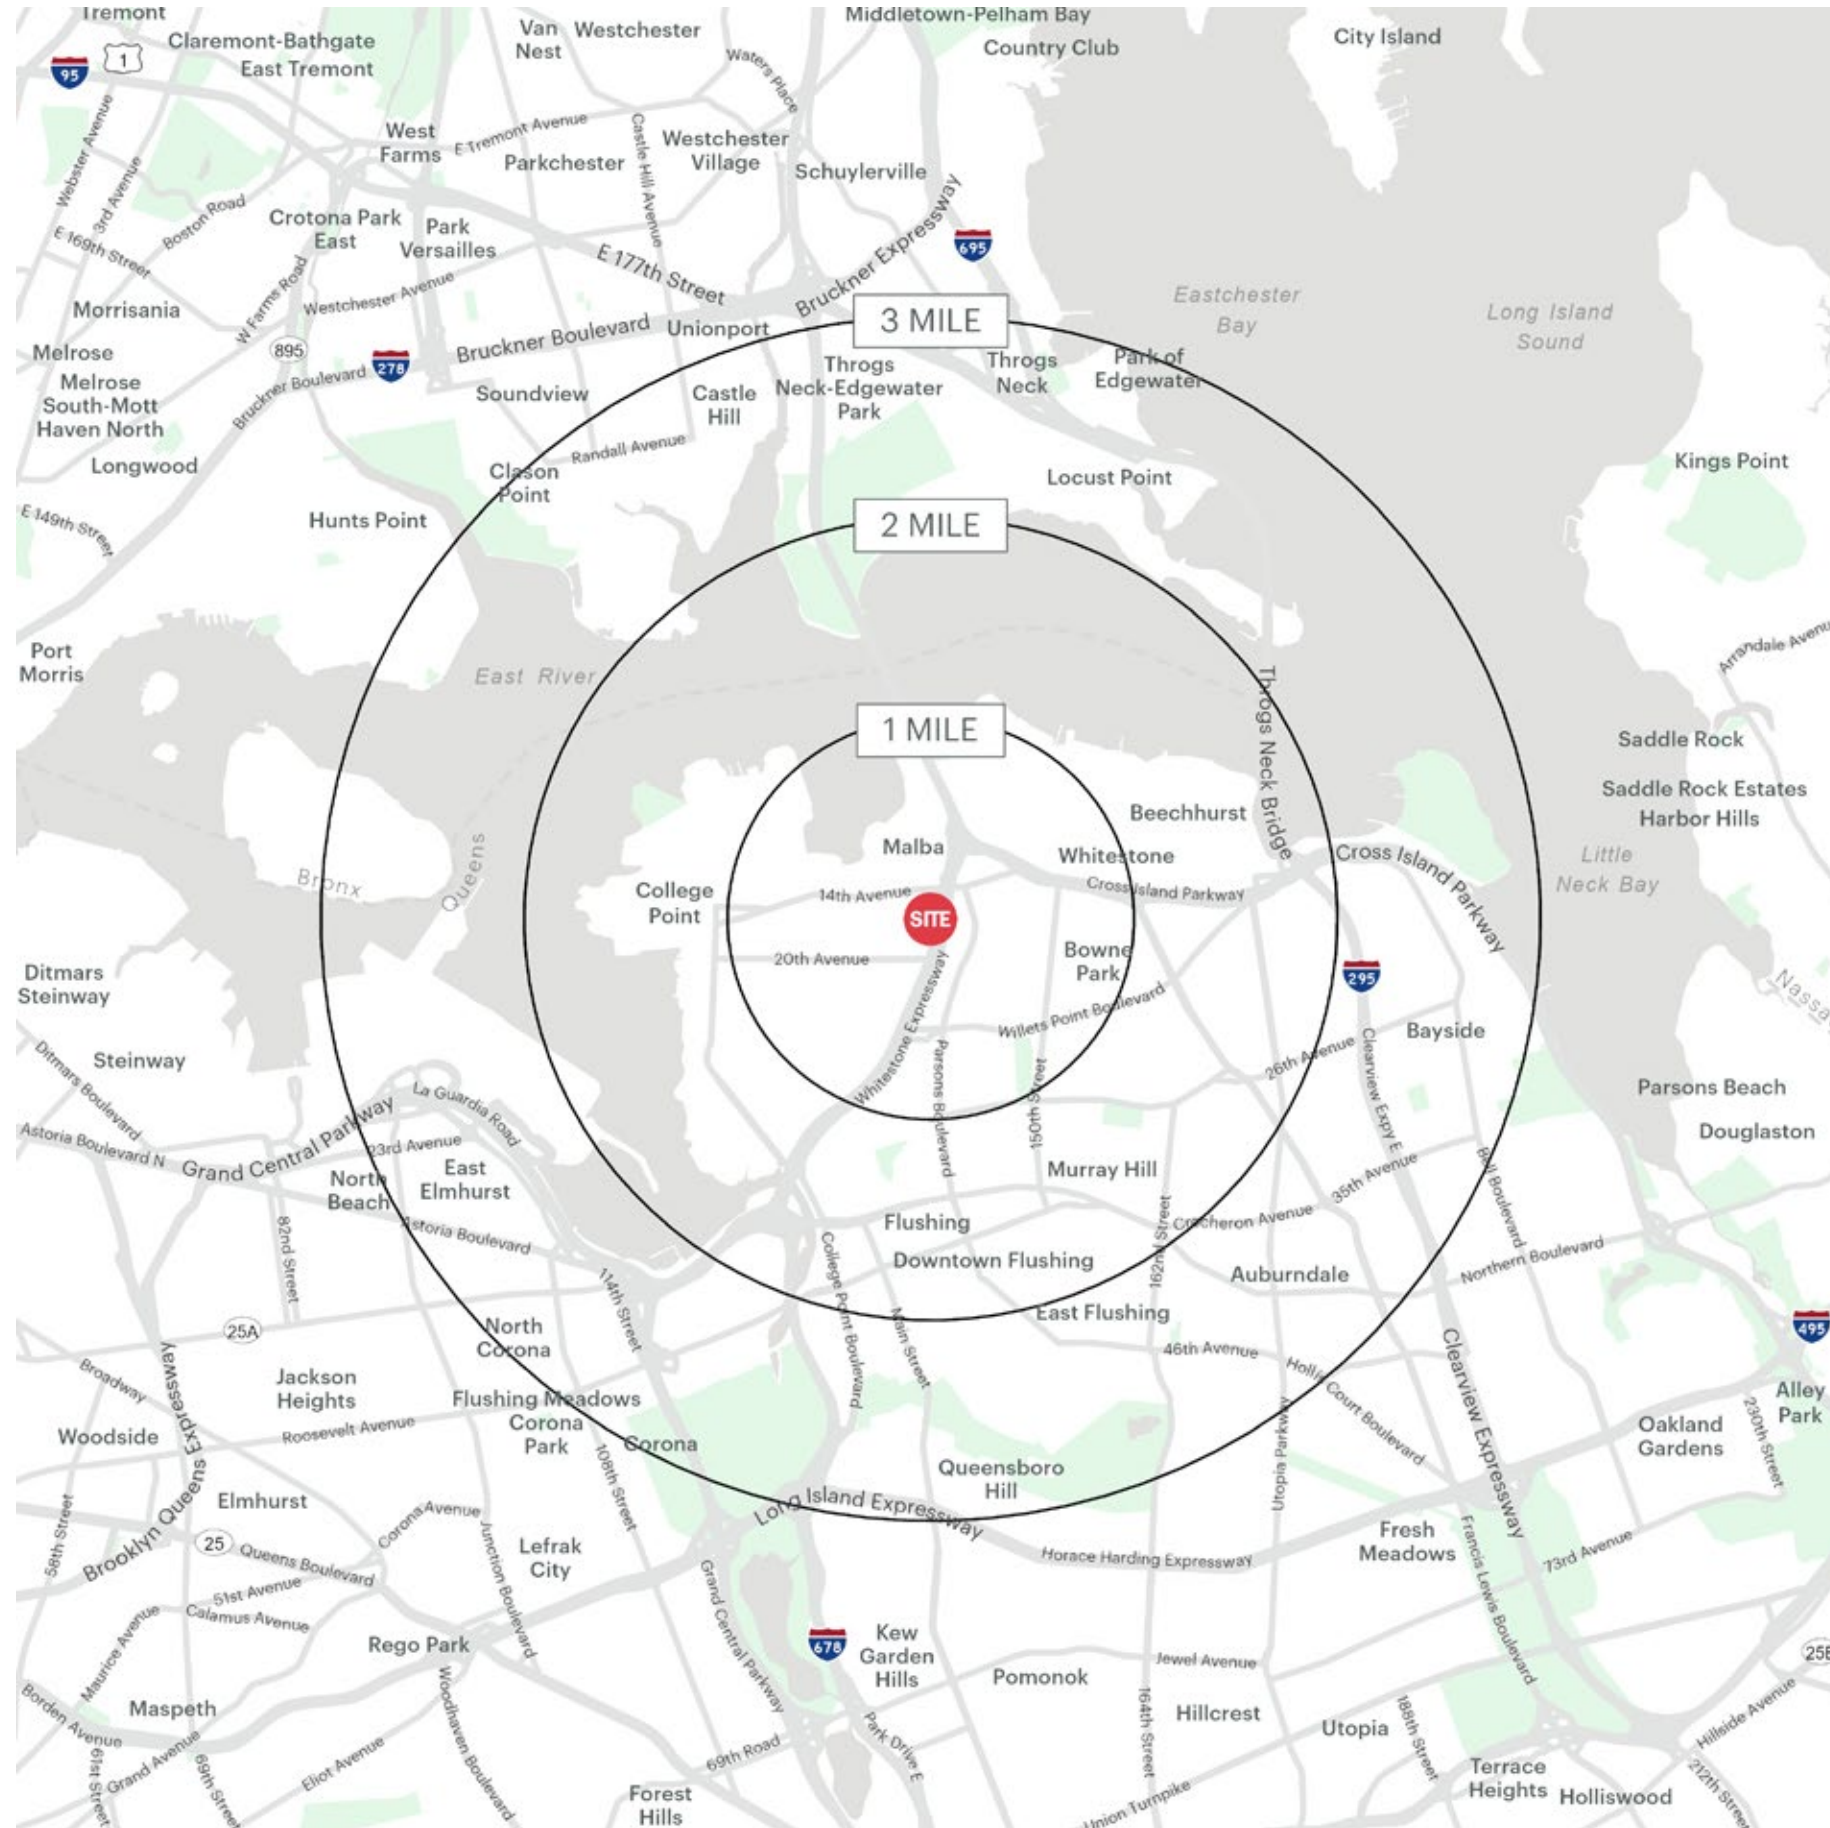 Tremont
Claremont-Bathgate
East Tremont
95
1
Van
Nest
Westchester
Waters Place
Middletown-Pelham Bay
Country Club
City Island
West
Farms
E Tremont Avenue
Parkchester
Castle Hill Avenue
Westchester
Village
Schuylerville
Webster Avenue
3rd Avenue
Boston Road
E 169th Street
Crotona Park
East
Park
Versailles
E 177th Street
Bruckner Expressway
695
Morrisania
W Farms Road
Westchester Avenue
Bruckner Boulevard
Unionport
3 MILE
Eastchester
Bay
Long Island
Sound
Melrose
895
278
Melrose
South-Mott
Haven North
Bruckner Boulevard
Soundview
Castle
Hill
Throgs
Neck-Edgewater
Park
Throgs
Neck
Park of
Edgewater
Longwood
Clason
Point
Randall Avenue
Locust Point
Kings Point
E 149th Street
Hunts Point
2 MILE
Port
Morris
East River
Throgs Neck Bridge
Arrandale Avenu
1 MILE
Saddle Rock
Saddle Rock Estates
Harbor Hills
Beechhurst
Malba
Whitestone
Cross Island Parkway
Cross Island Parkway
Little
Neck Bay
Bronx
Queens
College
Point
14th Avenue
SITE
20th Avenue
Bowne
Park
Ditmars
Steinway
295
Nassa
Whitestone Expressway
Willets Point Boulevard
Bayside
Steinway
Ditmars Boulevard
La Guardia Road
Parsons Boulevard
150th Street
26th Avenue
Clearview Expy E
Parsons Beach
Douglaston
Astoria Boulevard N
Grand Central Parkway
23rd Avenue
North
Beach
East
Elmhurst
Murray Hill
35th Avenue
Bell Boulevard
82nd Street
Astoria Boulevard
Flushing
Crocheron Avenue
162nd Street
Downtown Flushing
Auburndale
Northern Boulevard
114th Street
College Point Boulevard
Main Street
East Flushing
25A
North
Corona
46th Avenue
Hollis Court Boulevard
Clearview Expressway
495
Broadway
Brooklyn Queens Expressway
Jackson
Heights
Flushing Meadows
Corona
Park
Roosevelt Avenue
Woodside
Corona
108th Street
Utopia Parkway
Oakland
Gardens
230th Street
Alley
Park
Queensboro
Hill
58th Street
Elmhurst
Corona Avenue
Long Island Expressway
25
Queens Boulevard
Junction Boulevard
Lefrak
City
Horace Harding Expressway
Fresh
Meadows
Francis Lewis Boulevard
73rd Avenue
51st Avenue
Calamus Avenue
Maurice Avenue
Rego Park
Grand Central Parkway
678
Kew
Garden
Hills
Pomonok
Jewel Avenue
25B
Borden Avenue
Maspeth
Woodhaven Boulevard
Park Drive E
164th Street
Hillcrest
Utopia
188th Street
Hillside Avenue
61st Street
Grand Avenue
69th Street
Eliot Avenue
69th Road
Forest
Hills
Union Turnpike
Terrace
Heights
Holliswood
212th Street